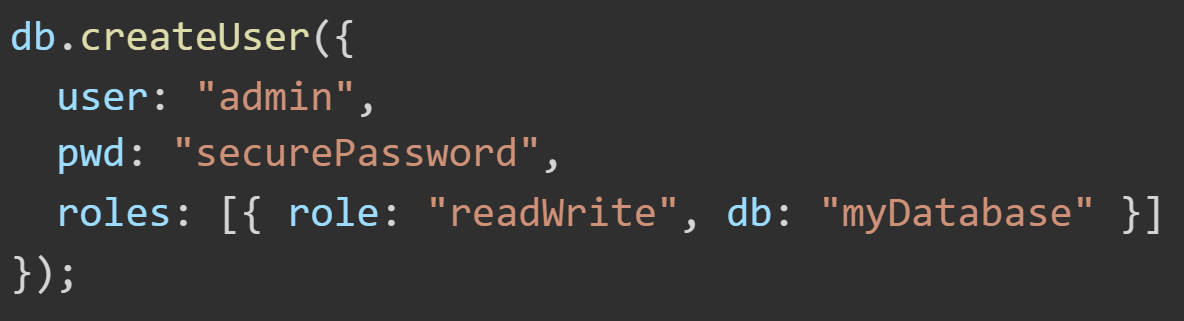 db.createUser({
  user: "admin",
  pwd: "securePassword",
  roles: [{ role: "readWrite", db: "myDatabase" }]
});